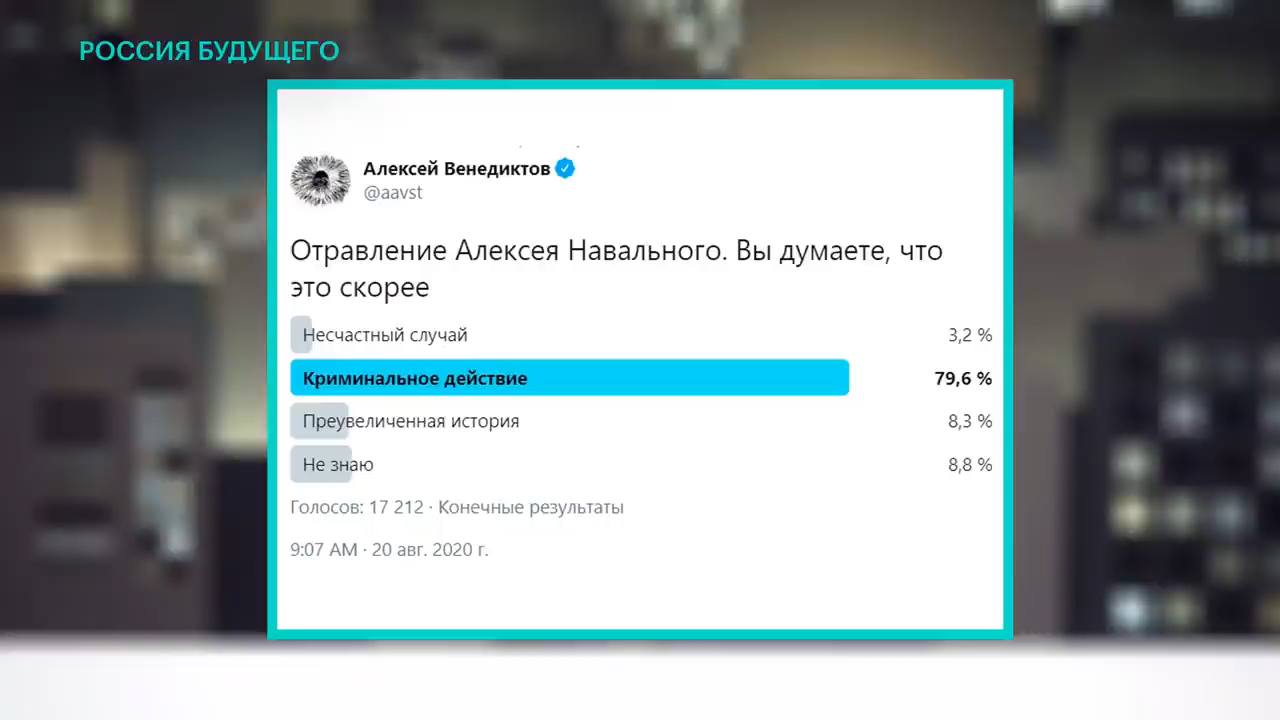 РОССИЯ БУДУЩЕГО
Алексей Венедиктов
@aavst
Отравление Алексея Навального. Вы думаете, что
это скорее
Несчастный случай 3,2 %
Криминальное действие 79,6 %
Преувеличенная история 8,3 %
Не знаю 8,8 %
Голосов: 17 212 · Конечные результаты
9:07 AM · 20 авг. 2020 г.